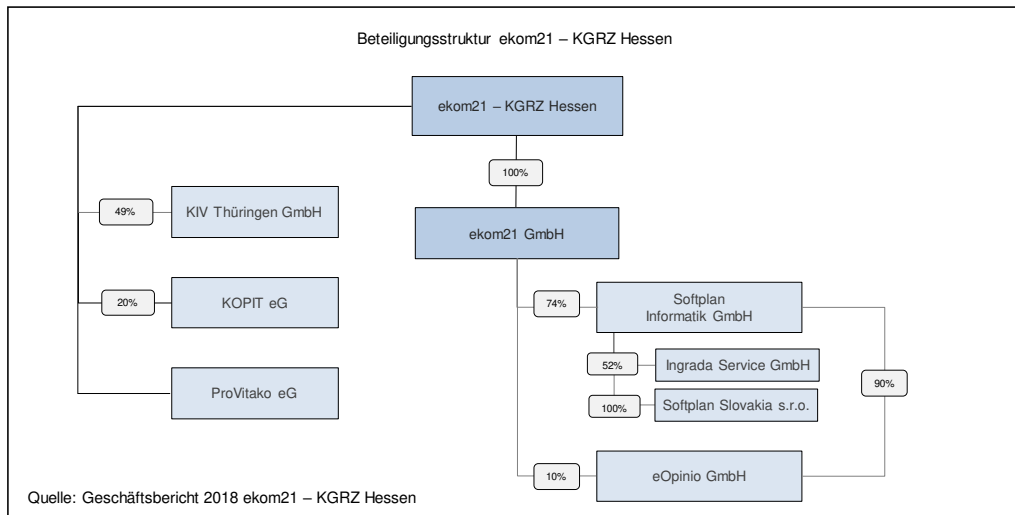 Beteiligungsstruktur ekom21 – KGRZ Hessen
ekom21 – KGRZ Hessen
100%
49%
KIV Thüringen GmbH
ekom21 GmbH
20%
KOPIT eG
74%
Softplan
Informatik GmbH
52%
Ingrada Service GmbH
90%
ProVitako eG
100%
Softplan Slovakia s.r.o.
10%
eOpinio GmbH
Quelle: Geschäftsbericht 2018 ekom21 – KGRZ Hessen